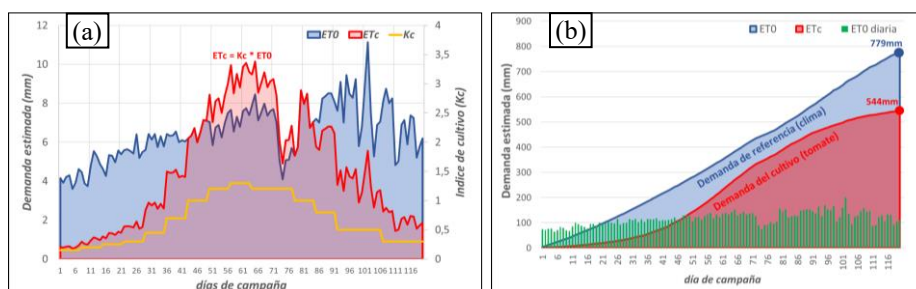 (a)
ET0 ETc Kc
ETc = Kc * ET0
Demanda estimada (mm)
12
10
8
6
4
2
0
4
3,5
3
2,5
2
1,5
1
0,5
0
Indice de cultivo (Kc)
1 6 11 16 21 26 31 36 41 46 51 56 61 66 71 76 81 86 91 96 101 106 111 116
días de campaña
(b)
ET0 ETc ET0 diaria
779mm
544mm
Demanda de referencia (clima)
Demanda del cultivo (tomate)
Demanda estimada (mm)
900
800
700
600
500
400
300
200
100
0
1 6 11 16 21 26 31 36 41 46 51 56 61 66 71 76 81 86 91 96 101 106 111 116
día de campaña